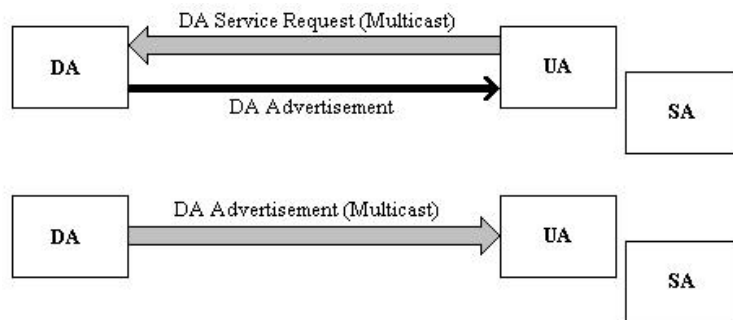 DA Service Request (Multicast)
DA
UA
DA Advertisement
SA
DA Advertisement (Multicast)
DA
UA
SA